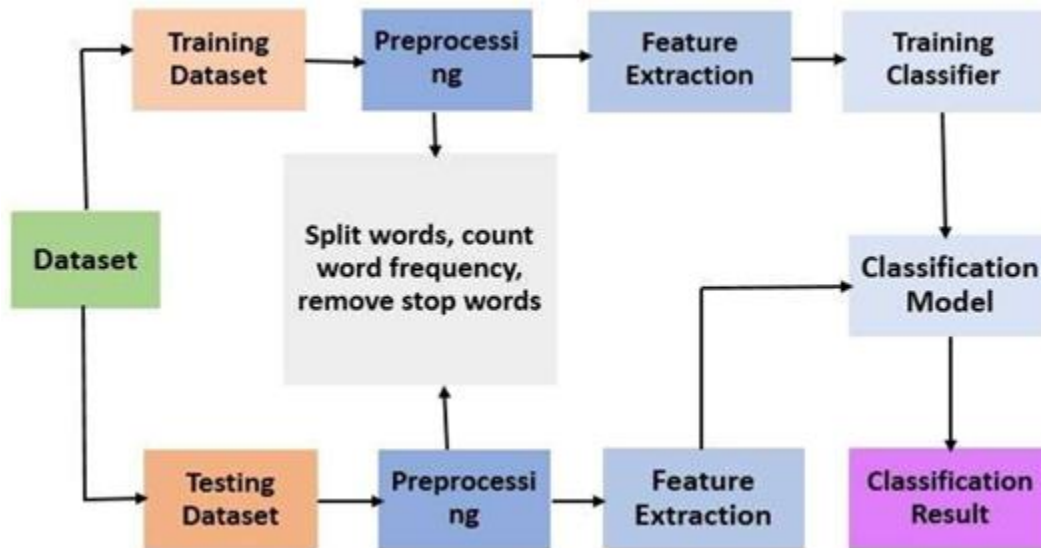 Training
Dataset
Preprocessi
ng
Feature
Extraction
Training
Classifier
Dataset
Split words, count
word frequency,
remove stop words
Classification
Model
Testing
Dataset
Preprocessi
ng
Feature
Extraction
Classification
Result